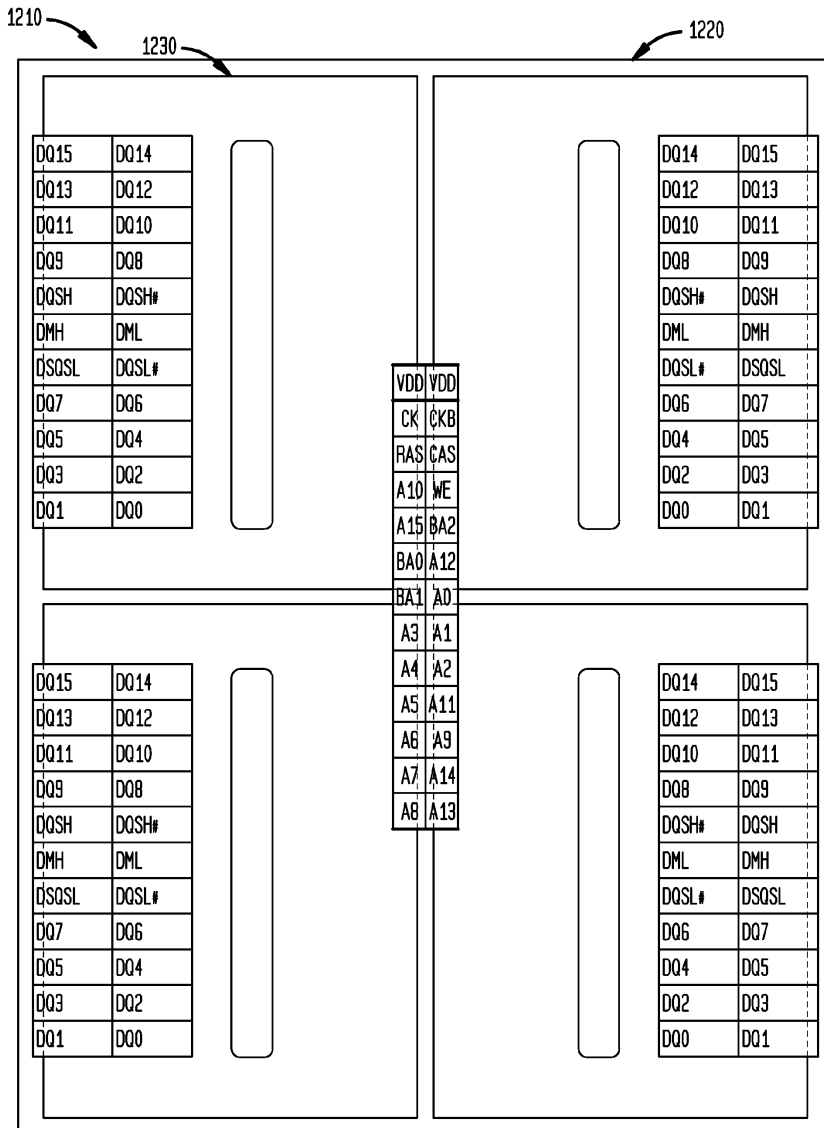 1210
1230
1220
DQ15 DQ14 DQ14 DQ15
DQ13 DQ12 DQ12 DQ13
DQ11 DQ10 DQ10 DQ11
DQ9 DQ8 DQ8 DQ9
DQSH DQSH# DQSH# DQSH
DMH DML DML DMH
DSQSL DQSL# VDD VDD DQSL# DSQSL
DQ7 DQ6 CK CKB DQ6 DQ7
DQ5 DQ4 RAS CAS DQ4 DQ5
DQ3 DQ2 A10 WE DQ2 DQ3
DQ1 DQ0 A15 BA2 DQ0 DQ1
BA0 A12
BA1 A0
A3 A1
DQ15 DQ14 A4 A2 DQ14 DQ15
DQ13 DQ12 A5 A11 DQ12 DQ13
DQ11 DQ10 A6 A9 DQ10 DQ11
DQ9 DQ8 A7 A14 DQ8 DQ9
DQSH DQSH# A8 A13 DQSH# DQSH
DMH DML DML DMH
DSQSL DQSL# DQSL# DSQSL
DQ7 DQ6 DQ6 DQ7
DQ5 DQ4 DQ4 DQ5
DQ3 DQ2 DQ2 DQ3
DQ1 DQ0 DQ0 DQ1